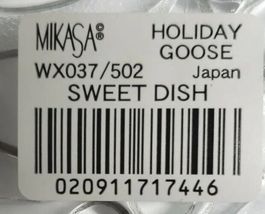 MIKASA©® HOLIDAY
GOOSE
WX037/502 Japan
SWEET DISH
020911717446